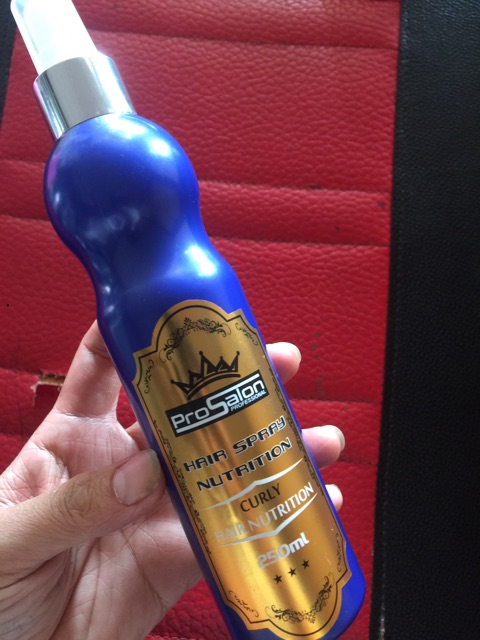 ProSalon
PROFESSIONAL
HAIR SPRAY
NUTRITION
CURLY
HAIR NUTRITION
250ml